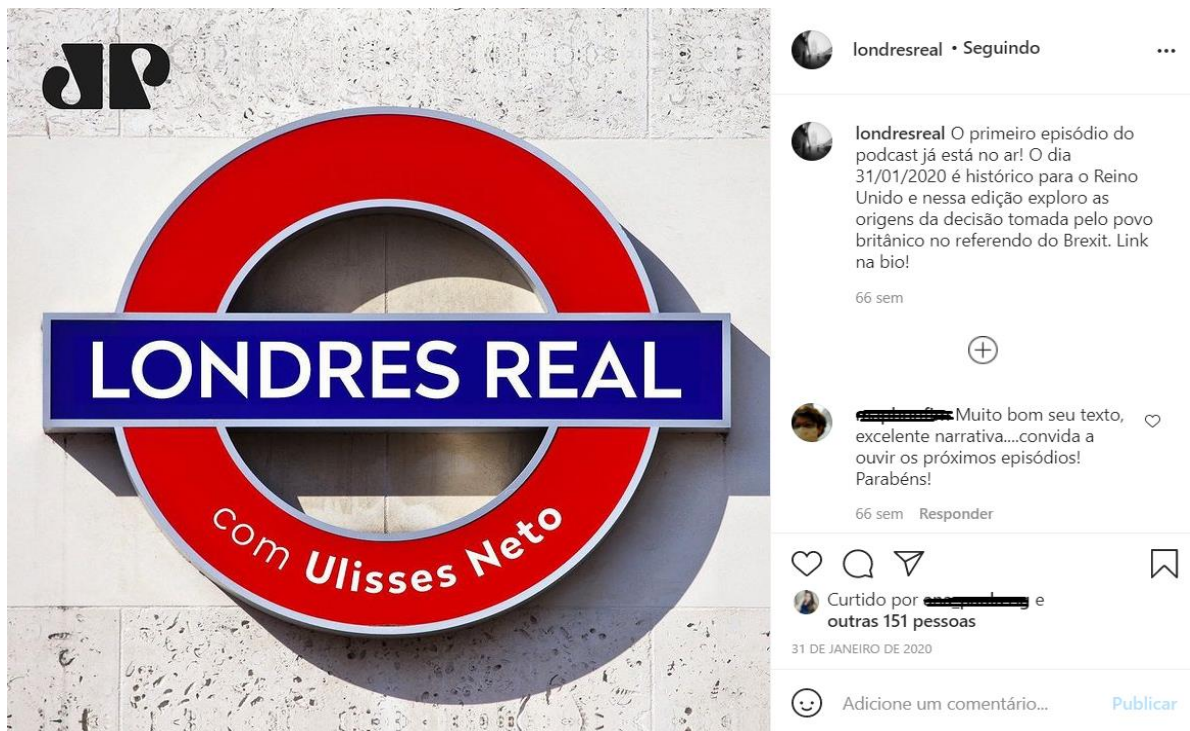 JP
LONDRES REAL
com Ulisses Neto
londresreal • Seguindo
londresreal O primeiro episódio do
podcast já está no ar! O dia
31/01/2020 é histórico para o Reino
Unido e nessa edição exploro as
origens da decisão tomada pelo povo
britânico no referendo do Brexit. Link
na bio!
66 sem
Muito bom seu texto,
excelente narrativa....convida a
ouvir os próximos episódios!
Parabéns!
66 sem Responder
Curtido por e
outras 151 pessoas
31 DE JANEIRO DE 2020
Adicione um comentário... Publicar